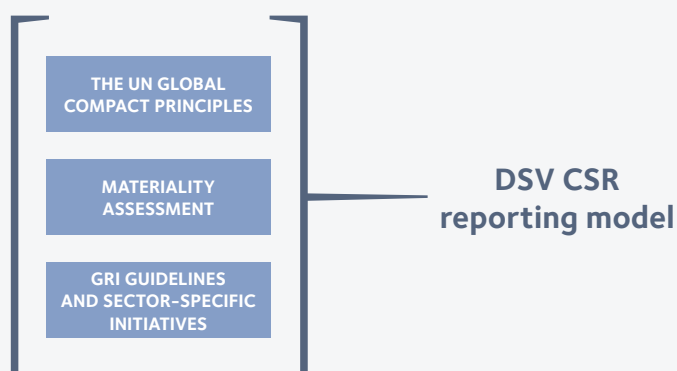 THE UN GLOBAL
COMPACT PRINCIPLES
MATERIALITY
ASSESSMENT
GRI GUIDELINES
AND SECTOR-SPECIFIC
INITIATIVES
DSV CSR
reporting model